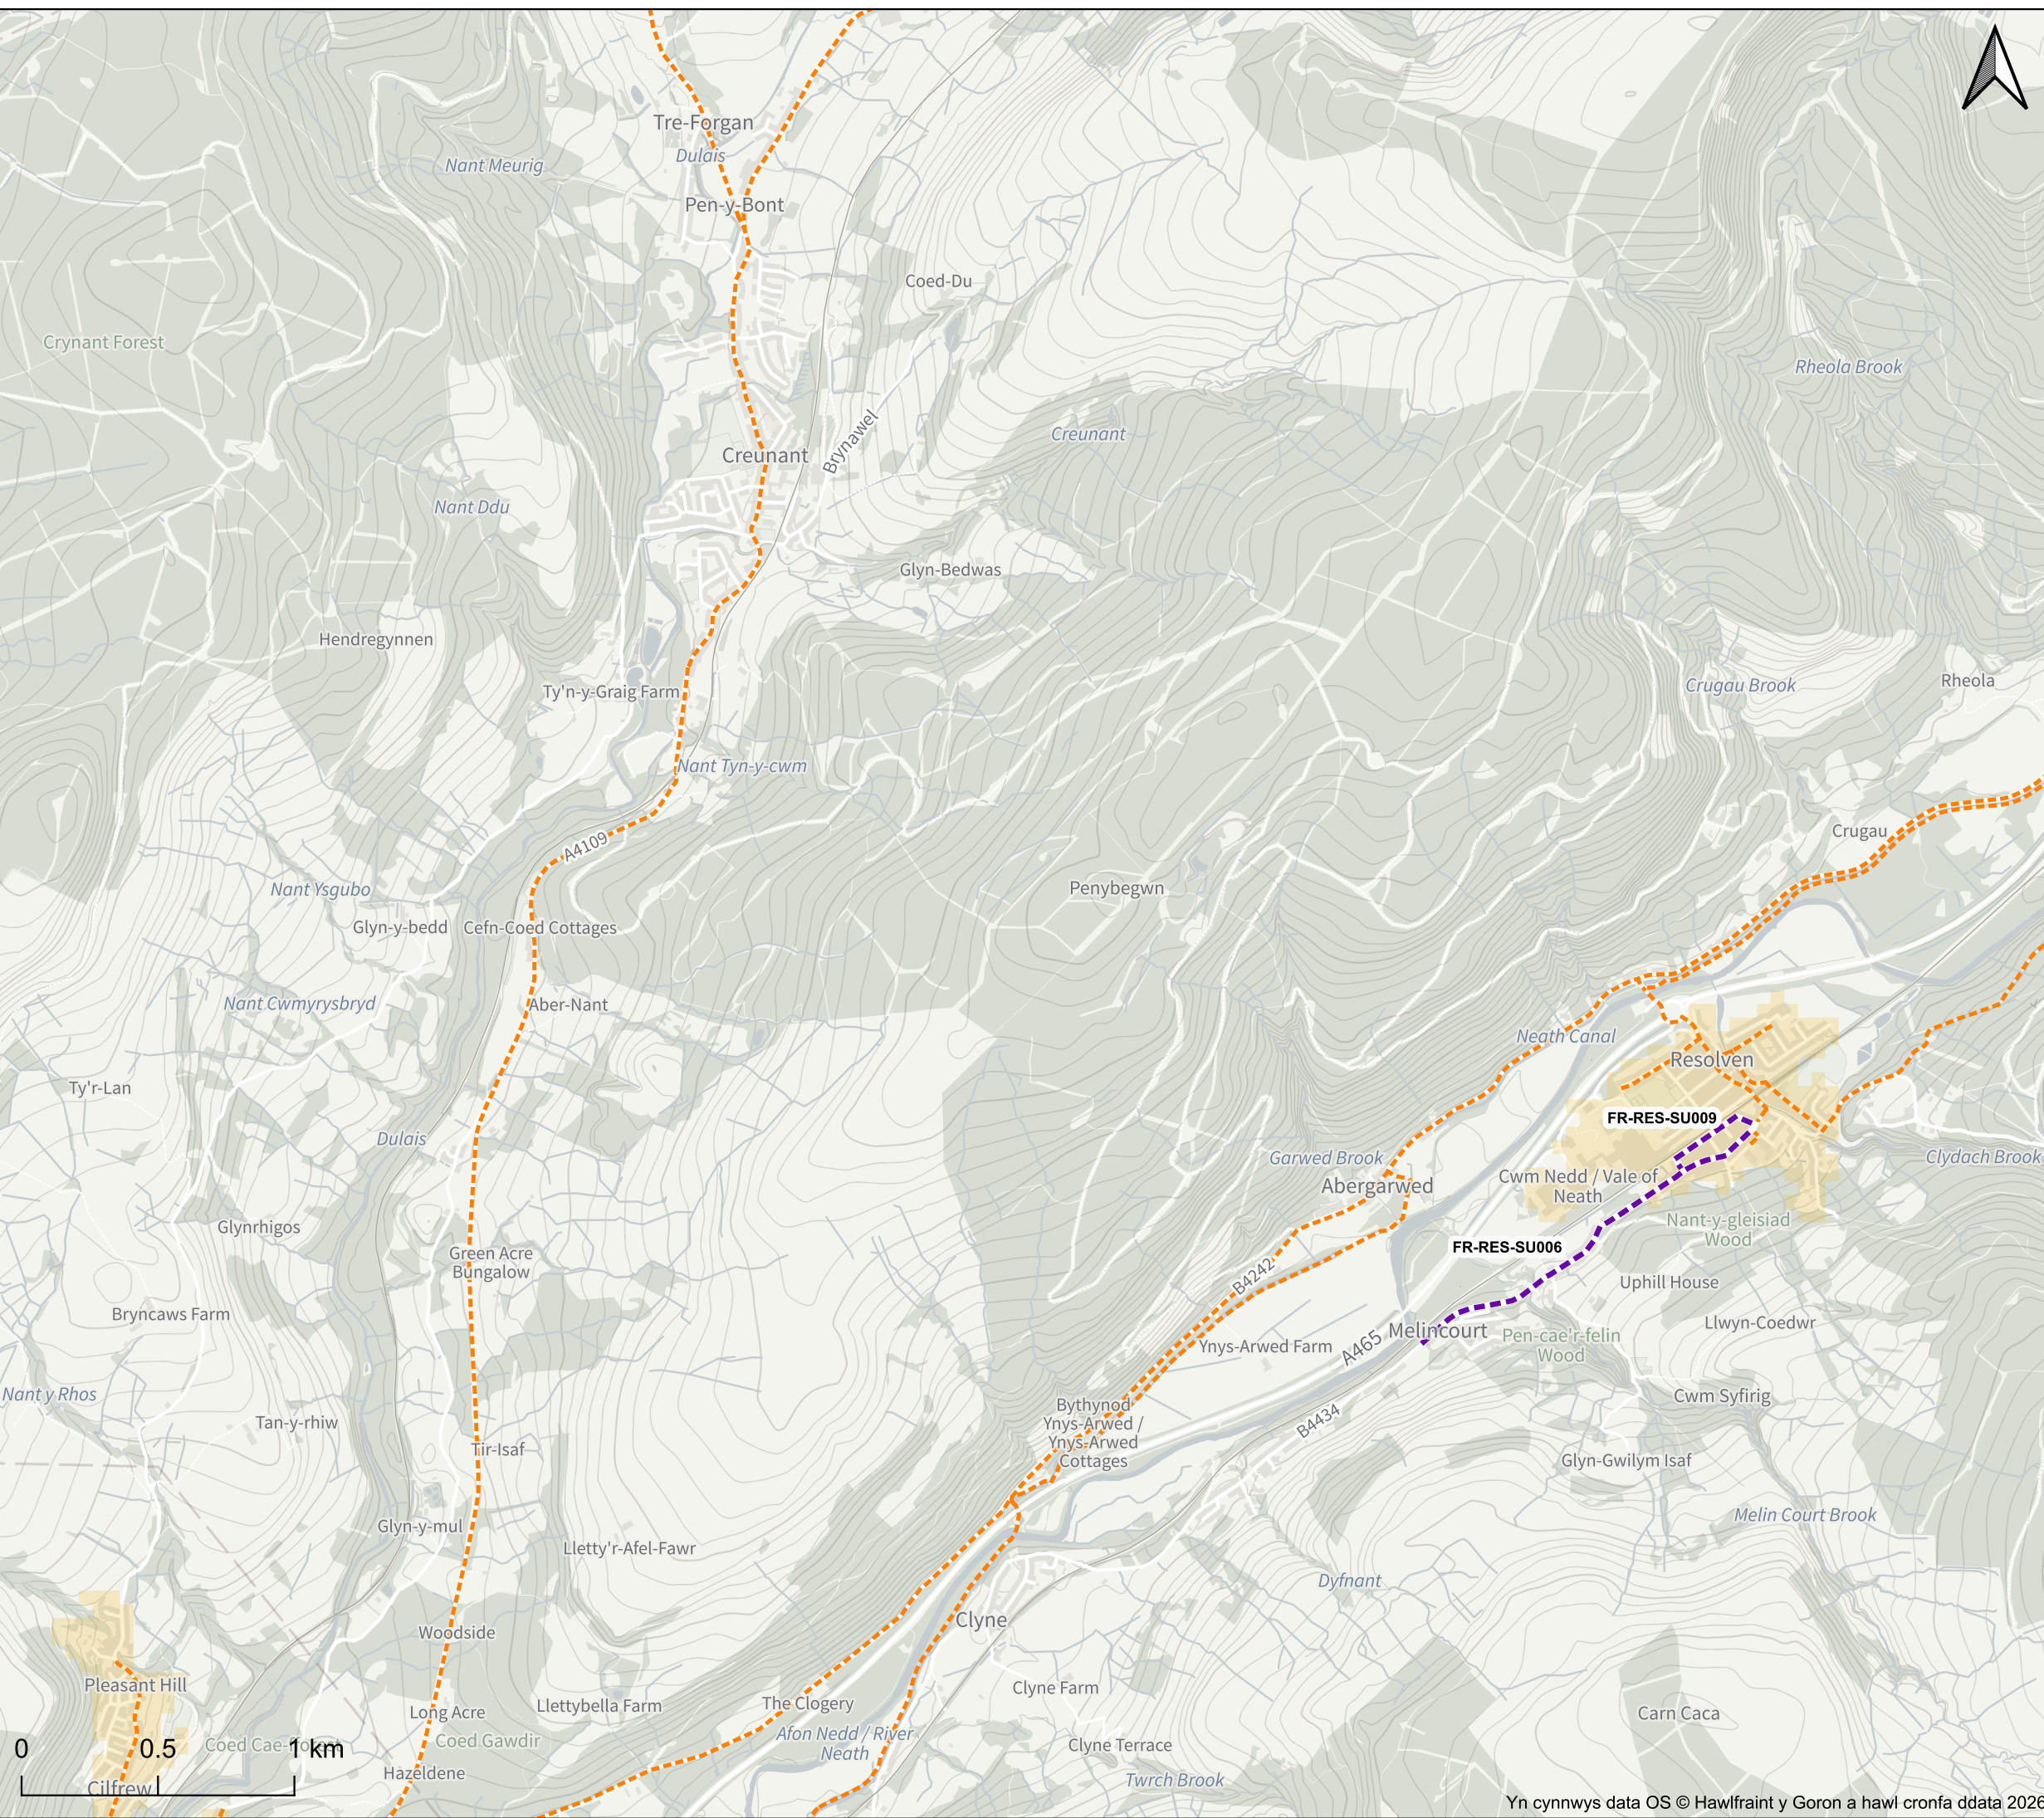 Tre-Forgan
Dulais
Nant Meurig
Pen-y-Bont
Coed-Du
Crynant Forest
Rheola Brook
Brynawel
Creunant
Creunant
Nant Ddu
Glyn-Bedwas
Hendregynnen
Ty'n-y-Graig Farm
Crugau Brook
Rheola
Nant Tyn-y-cwm
Crugau
A4109
Nant Ysgubo
Penybegwn
Glyn-y-bedd
Cefn-Coed Cottages
Nant Cwmyrysbryd
Aber-Nant
Neath Canal
Resolven
Ty'r-Lan
FR-RES-SU009
Dulais
Garwed Brook
Clydach Brook
Abergarwed
Cwm Nedd / Vale of
Neath
Glynrhigos
Nant-y-gleisiad
Wood
Green Acre
Bungalow
FR-RES-SU006
B4242
Uphill House
Bryncaws Farm
Llwyn-Coedwr
Melincourt
Pen-cae'r-felin
Wood
Ynys-Arwed Farm
A465
Nant y Rhos
Cwm Syfirig
Bythynod
Ynys-Arwed /
Ynys-Arwed
Cottages
Tan-y-rhiw
B4434
Tir-Isaf
Glyn-Gwilym Isaf
Melin Court Brook
Glyn-y-mul
Lletty'r-Afel-Fawr
Dyfnant
Clyne
Woodside
Pleasant Hill
Clyne Farm
Llettybella Farm
The Clogery
Long Acre
Carn Caca
Afon Nedd / River
Neath
Coed Gawdir
Clyne Terrace
0 0.5 1 km
Hazeldene
Twrch Brook
Cilfrew
Yn cynnwys data OS © Hawlfraint y Goron a hawl cronfa ddata 2026